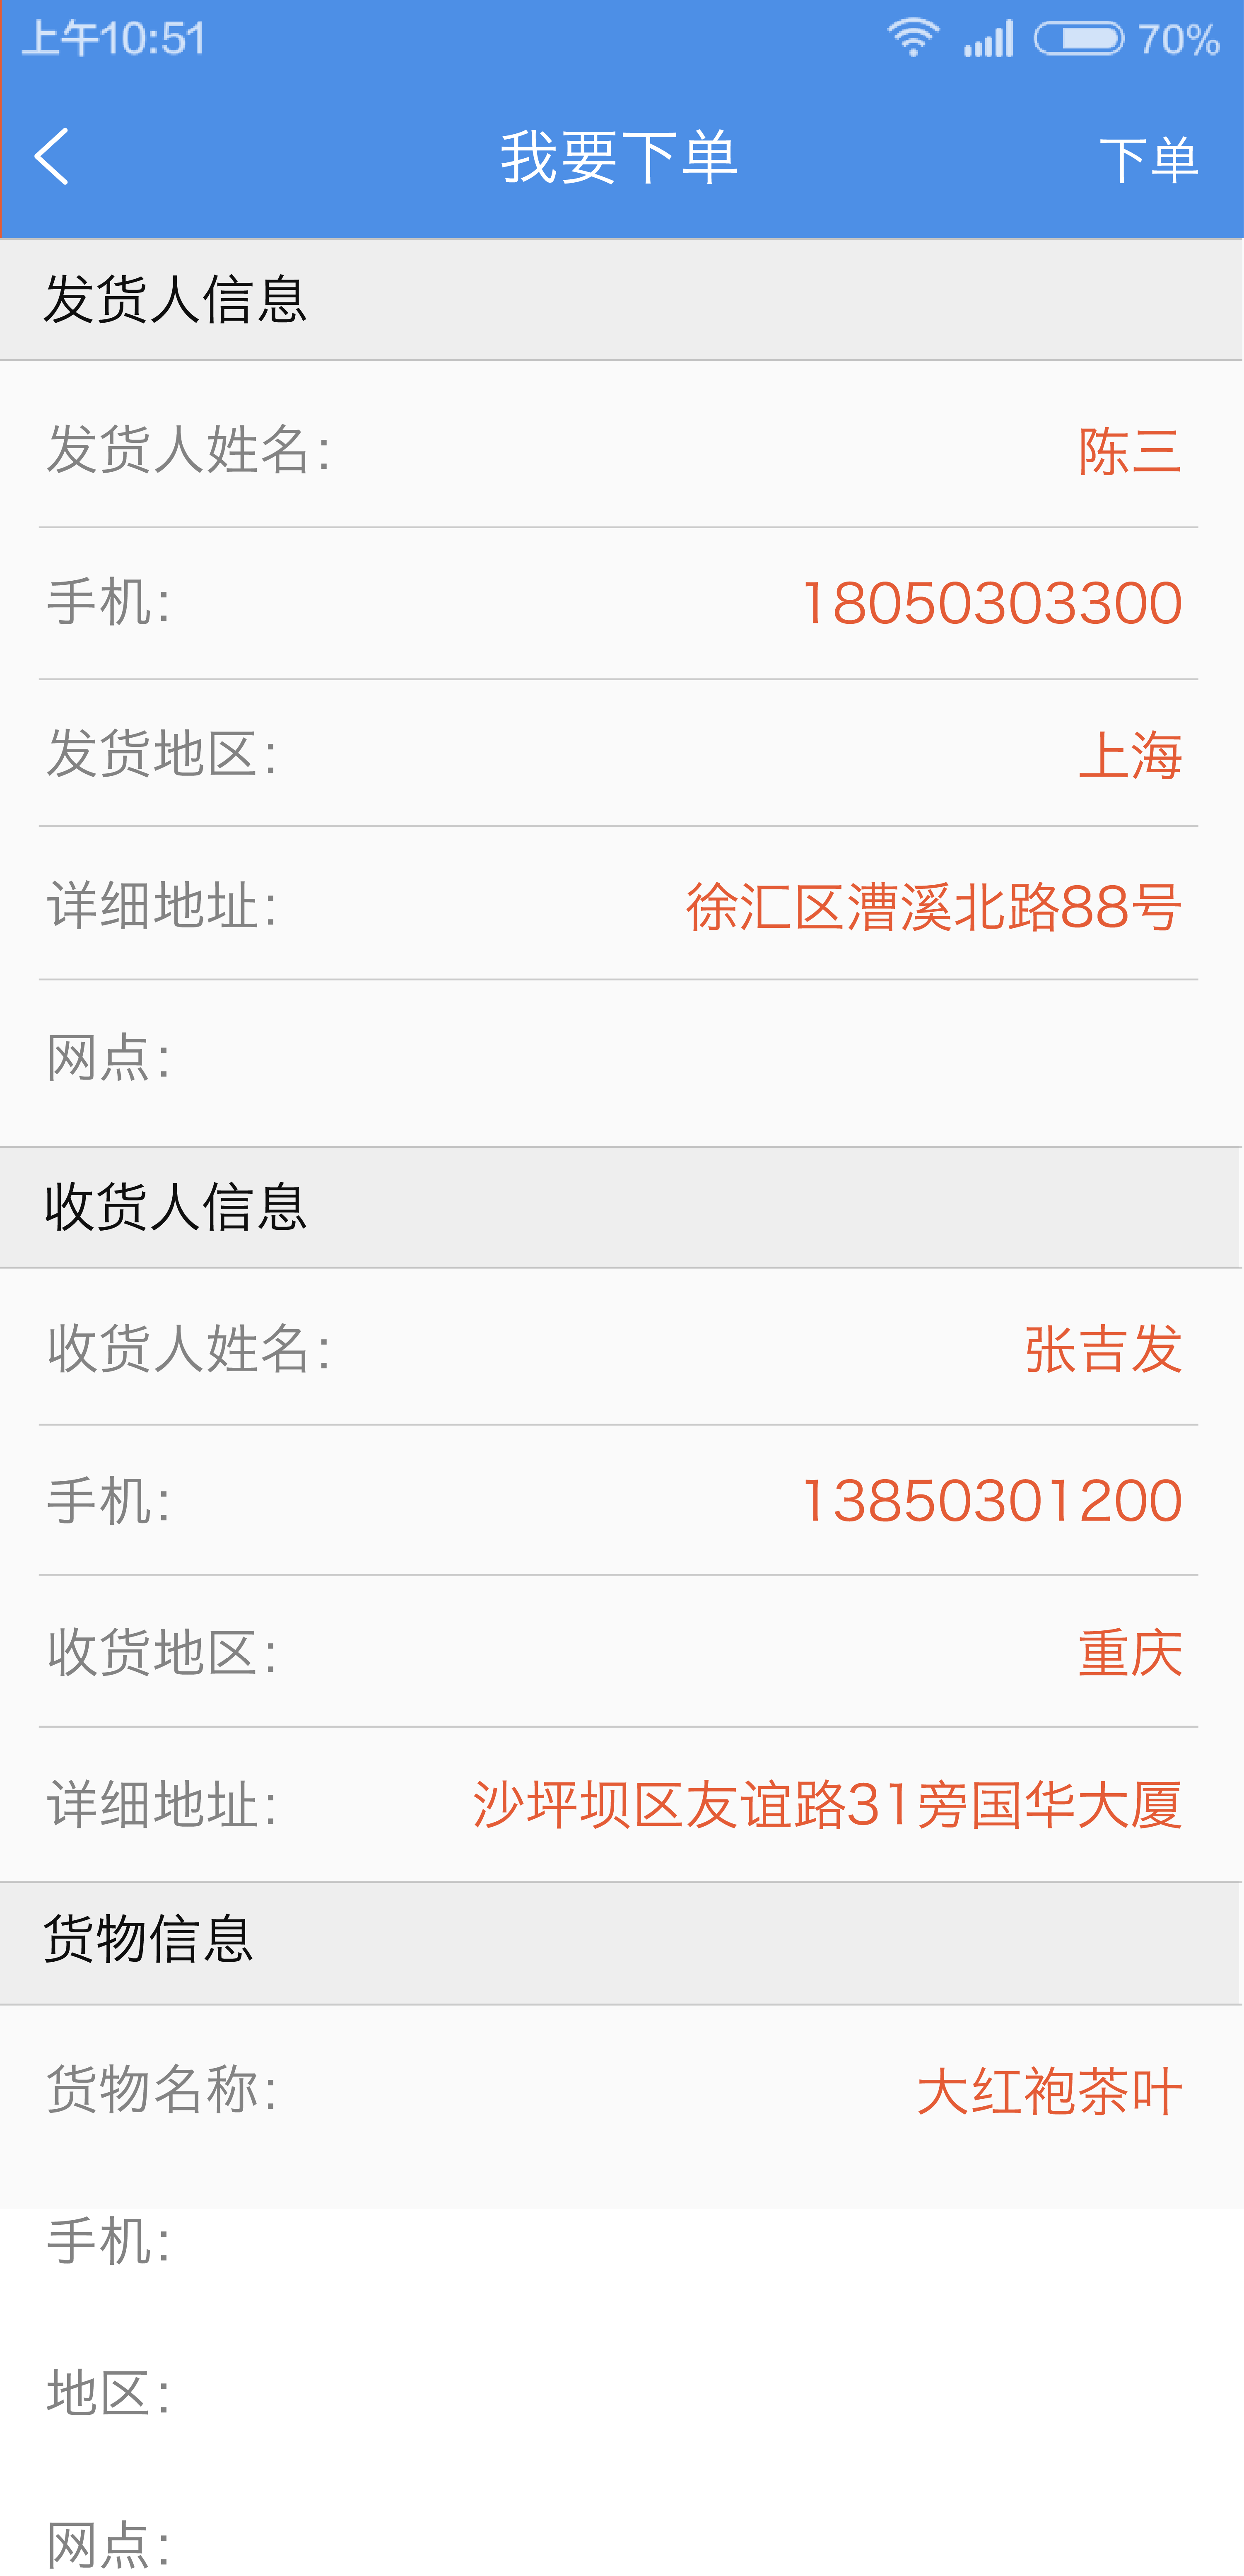 上午10:51 70%
我要下单 下单
发货人信息
发货人姓名： 陈三
手机： 18050303300
发货地区： 上海
详细地址： 徐汇区漕溪北路88号
网点：
收货人信息
收货人姓名： 张吉发
手机： 13850301200
收货地区： 重庆
详细地址： 沙坪坝区友谊路31旁国华大厦
货物信息
货物名称： 大红袍茶叶
手机：
地区：
网点：